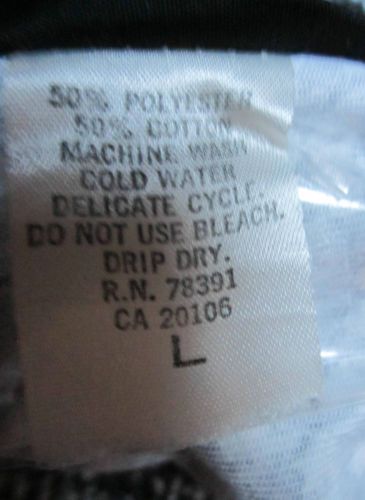 50% POLYESTER
50% COTTON
MACHINE WASH
COLD WATER
DELICATE CYCLE.
DO NOT USE BLEACH.
DRIP DRY.
R.N. 78391
CA 20106
L